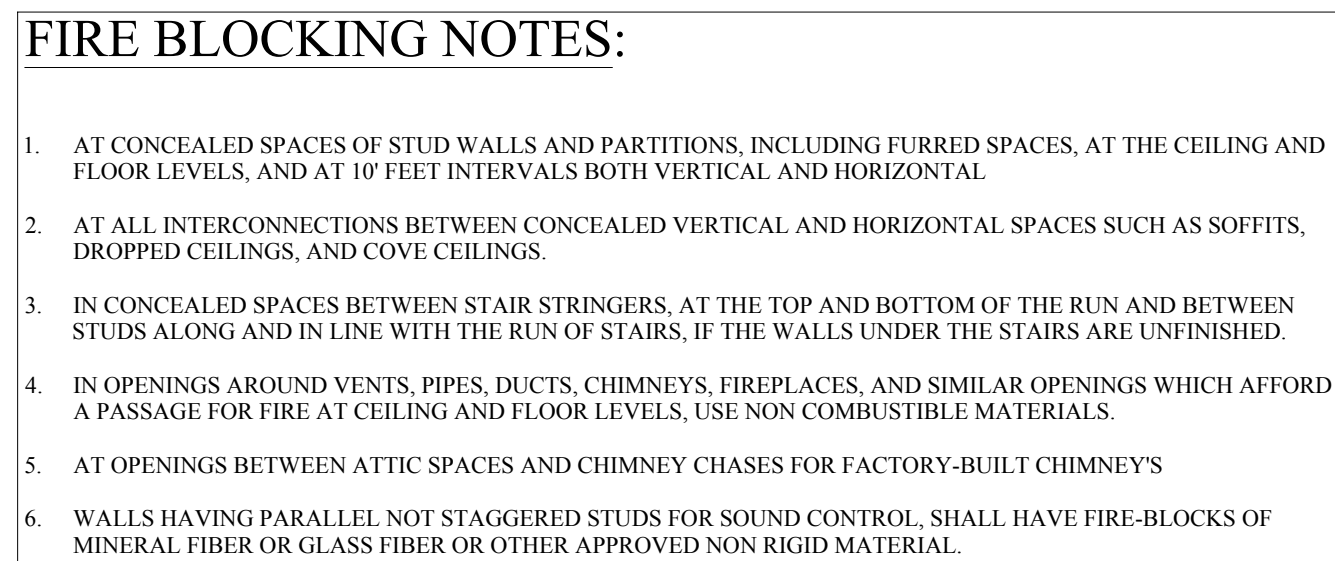 FIRE BLOCKING NOTES:
1. AT CONCEALED SPACES OF STUD WALLS AND PARTITIONS, INCLUDING FURRED SPACES, AT THE CEILING AND
FLOOR LEVELS, AND AT 10' FEET INTERVALS BOTH VERTICAL AND HORIZONTAL
2. AT ALL INTERCONNECTIONS BETWEEN CONCEALED VERTICAL AND HORIZONTAL SPACES SUCH AS SOFFITS,
DROPPED CEILINGS, AND COVE CEILINGS.
3. IN CONCEALED SPACES BETWEEN STAIR STRINGERS, AT THE TOP AND BOTTOM OF THE RUN AND BETWEEN
STUDS ALONG AND IN LINE WITH THE RUN OF STAIRS, IF THE WALLS UNDER THE STAIRS ARE UNFINISHED.
4. IN OPENINGS AROUND VENTS, PIPES, DUCTS, CHIMNEYS, FIREPLACES, AND SIMILAR OPENINGS WHICH AFFORD
A PASSAGE FOR FIRE AT CEILING AND FLOOR LEVELS, USE NON COMBUSTIBLE MATERIALS.
5. AT OPENINGS BETWEEN ATTIC SPACES AND CHIMNEY CHASES FOR FACTORY-BUILT CHIMNEY'S
6. WALLS HAVING PARALLEL NOT STAGGERED STUDS FOR SOUND CONTROL, SHALL HAVE FIRE-BLOCKS OF
MINERAL FIBER OR GLASS FIBER OR OTHER APPROVED NON RIGID MATERIAL.